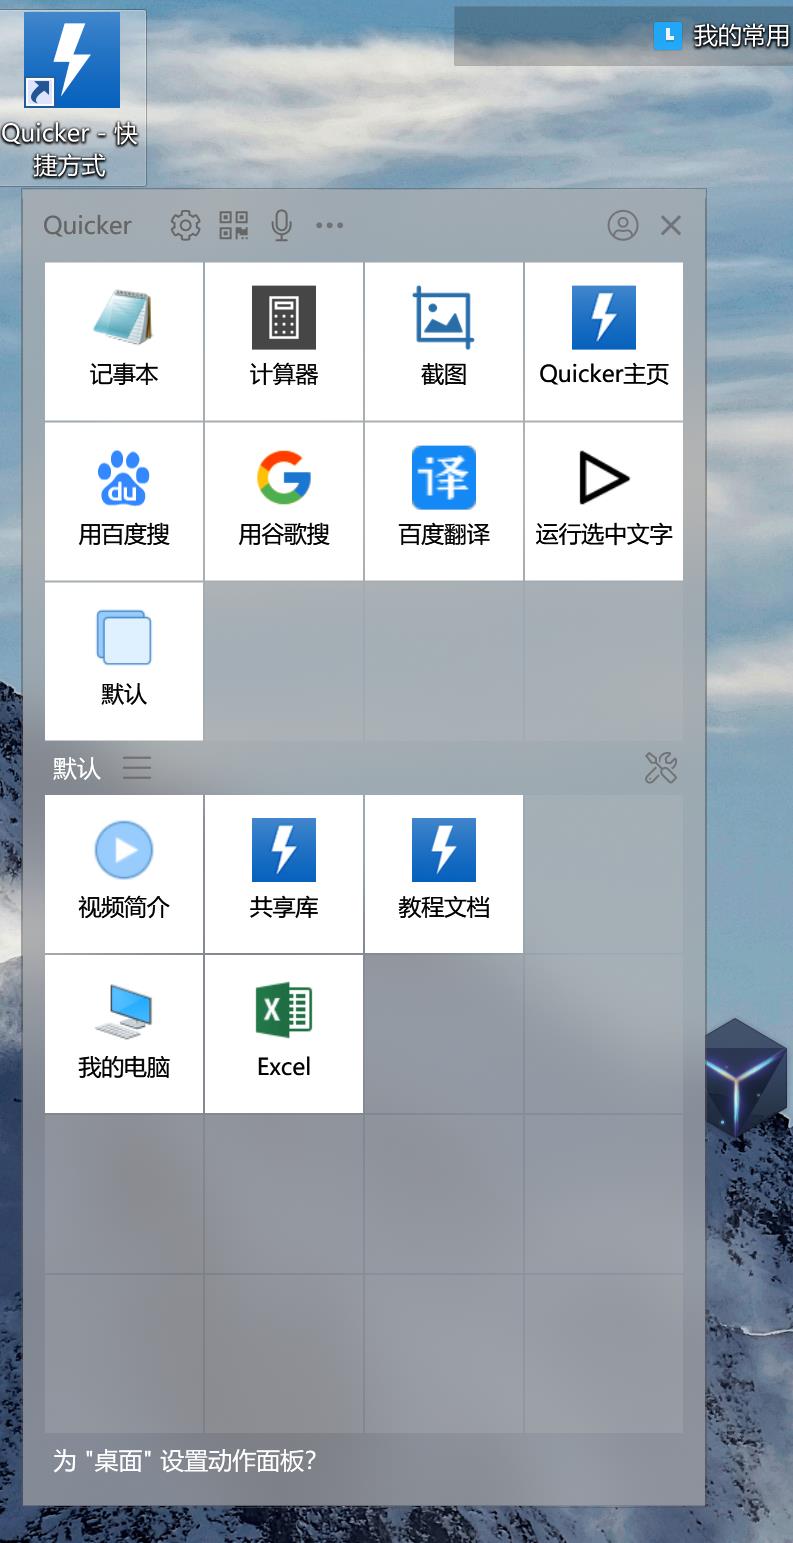 我的常用
Quicker - 快
捷方式
Quicker
记事本
计算器
截图
Quicker主页
du
译
用百度搜
用谷歌搜
百度翻译
运行选中文字
默认
默认
视频简介
共享库
教程文档
X
我的电脑
Excel
为 "桌面" 设置动作面板?